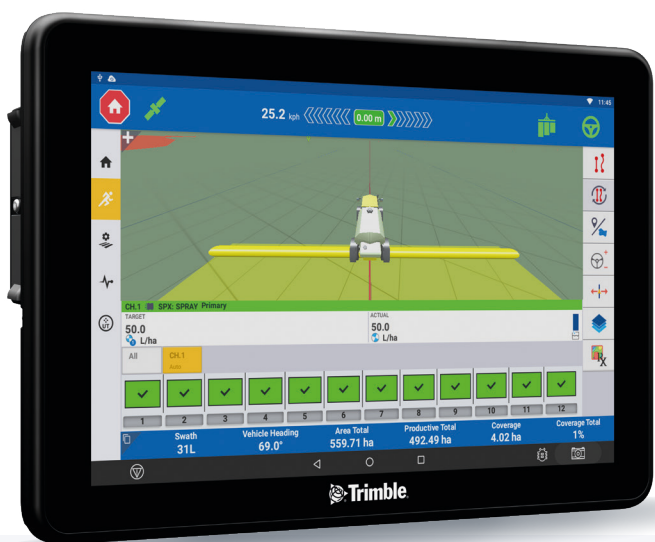 11:45
25.2 kph
0.00 m
CH.1 SPX: SPRAY Primary
TARGET
50.0
L/ha
ACTUAL
50.0
L/ha
All
CH.1
Auto
1 2 3 4 5 6 7 8 9 10 11 12
Swath Vehicle Heading Area Total Productive Total Coverage Coverage Total
31L 69.0° 559.71 ha 492.49 ha 4.02 ha 1%
Trimble